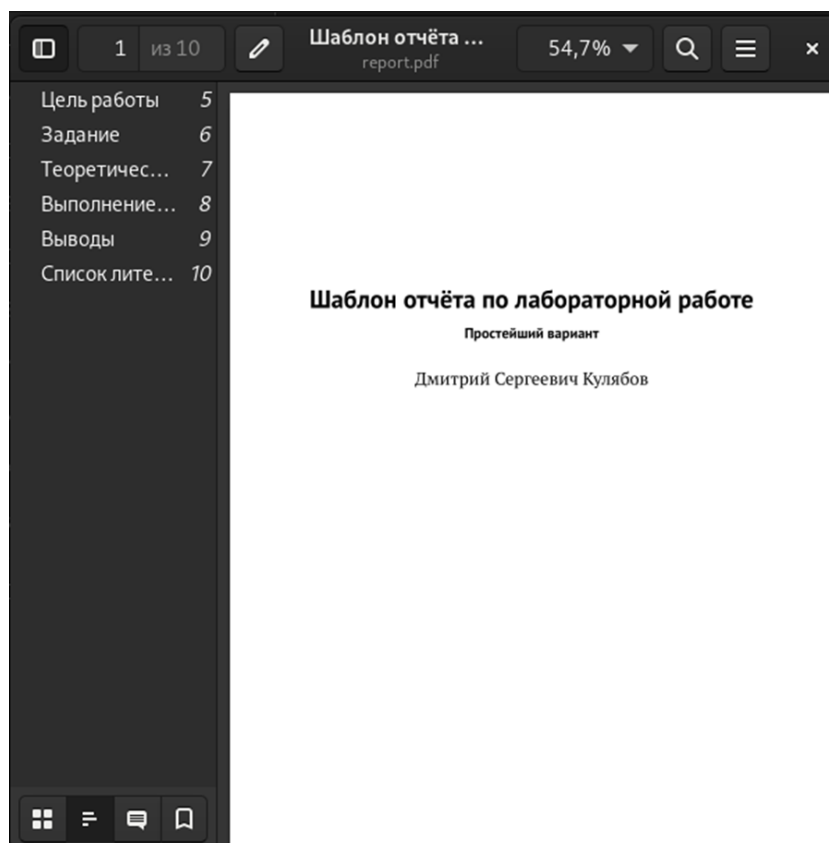 1 из 10
Шаблон отчёта ...
report.pdf
54,7%
Цель работы 5
Задание 6
Теоретичес... 7
Выполнение... 8
Выводы 9
Список лите... 10
Шаблон отчёта по лабораторной работе
Простейший вариант
Дмитрий Сергеевич Кулябов